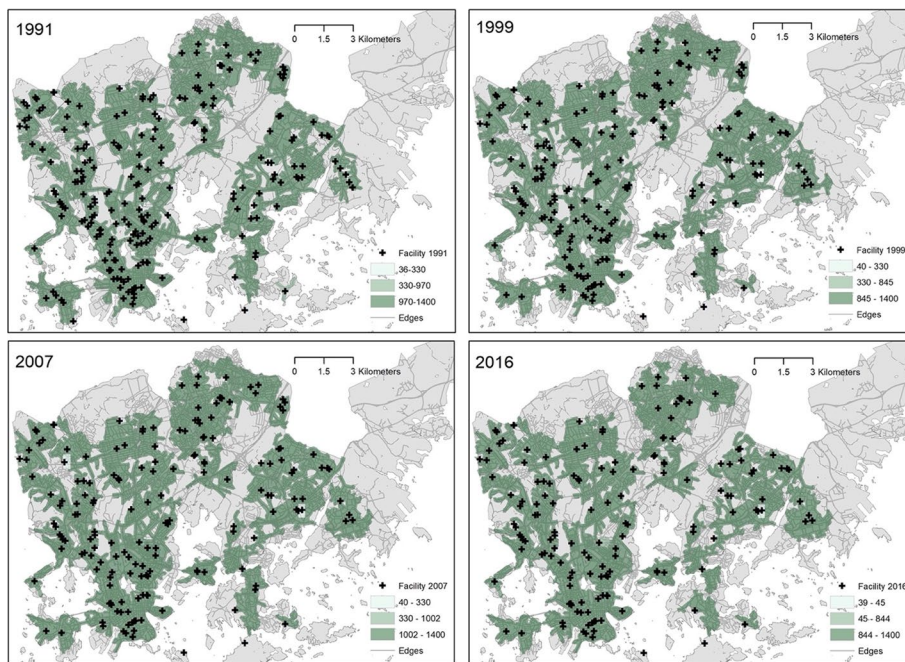 1991
0 1.5 3 Kilometers
Facility 1991
36-330
330-970
970-1400
Edges
1999
0 1.5 3 Kilometers
Facility 1999
40 - 330
330 - 845
845 - 1400
Edges
2007
0 1.5 3 Kilometers
Facility 2007
40 - 330
330 - 1002
1002 - 1400
Edges
2016
0 1.5 3 Kilometers
Facility 2016
39 - 45
45 - 844
844 - 1400
Edges